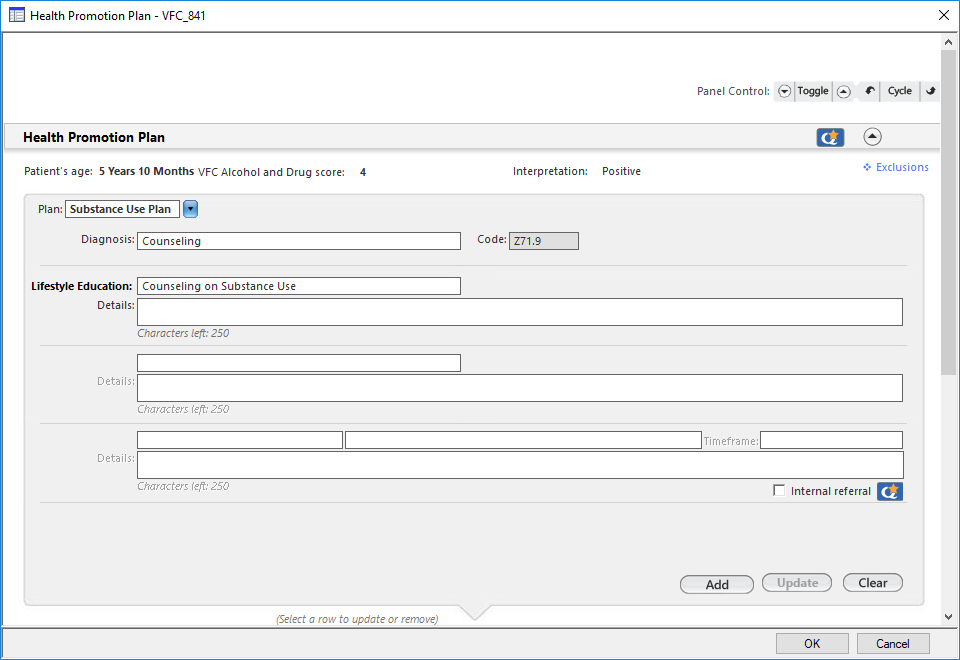 Health Promotion Plan - VFC_841
Panel Control: Toggle Cycle
Health Promotion Plan
Patient's age: 5 Years 10 Months VFC Alcohol and Drug score: 4 Interpretation: Positive Exclusions
Plan: Substance Use Plan
Diagnosis: Counseling Code: Z71.9
Lifestyle Education: Counseling on Substance Use
Details:
Characters left: 250
Details:
Characters left: 250
Timeframe:
Details:
Characters left: 250
Internal referral
Add Update Clear
(Select a row to update or remove)
OK Cancel